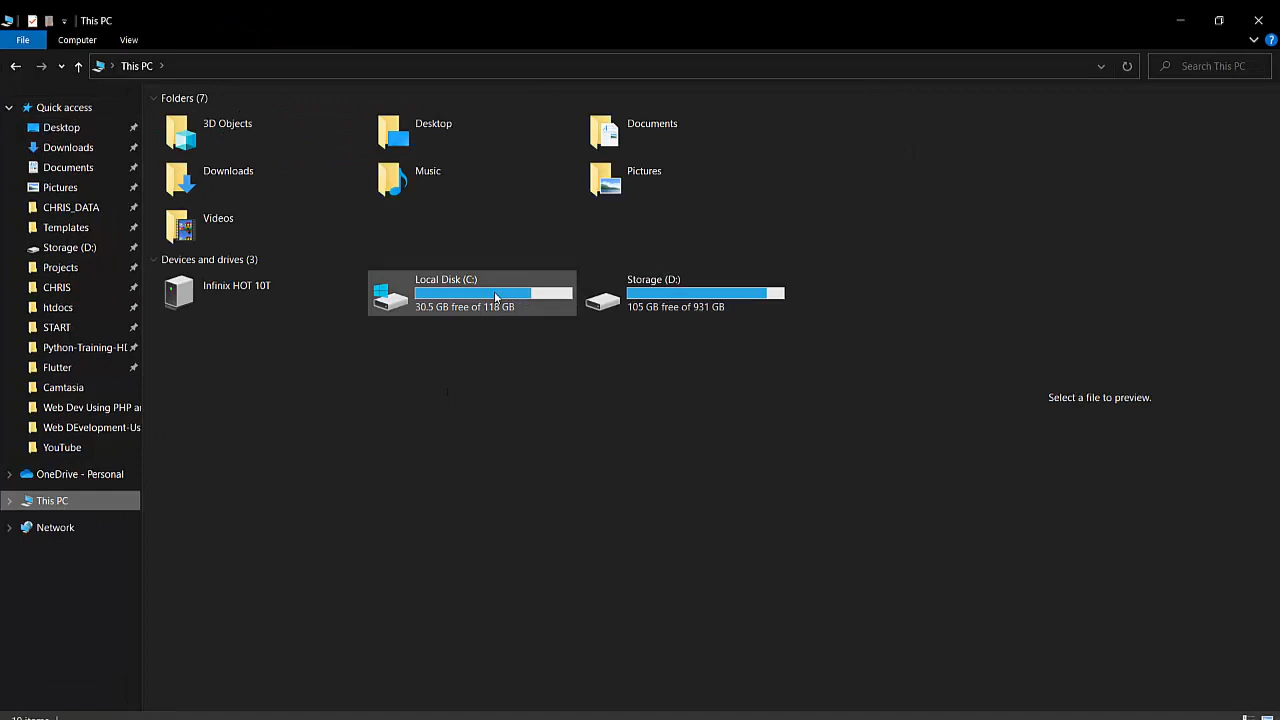 This PC
File
Computer
View
This PC
Search This PC
Quick access
Desktop
Downloads
Documents
Pictures
CHRIS_DATA
Templates
Storage (D:)
Projects
CHRIS
htdocs
START
Python-Training-HI
Flutter
Camtasia
Web Dev Using PHP ar
Web DEvelopment-Us
YouTube
OneDrive - Personal
This PC
Network
Folders (7)
3D Objects
Desktop
Documents
Downloads
Music
Pictures
Videos
Devices and drives (3)
Infinix HOT 10T
Local Disk (C:)
30.5 GB free of 118 GB
Storage (D:)
105 GB free of 931 GB
Select a file to preview.